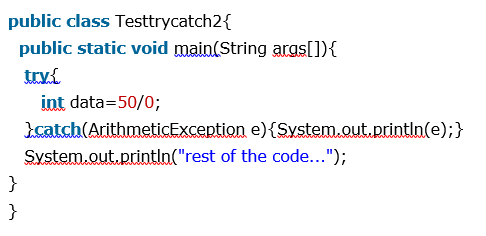 public class Testtrycatch2{
public static void main(String args[]){
try{
int data=50/0;
}catch(ArithmeticException e){System.out.println(e);}
System.out.println("rest of the code...");
}
}